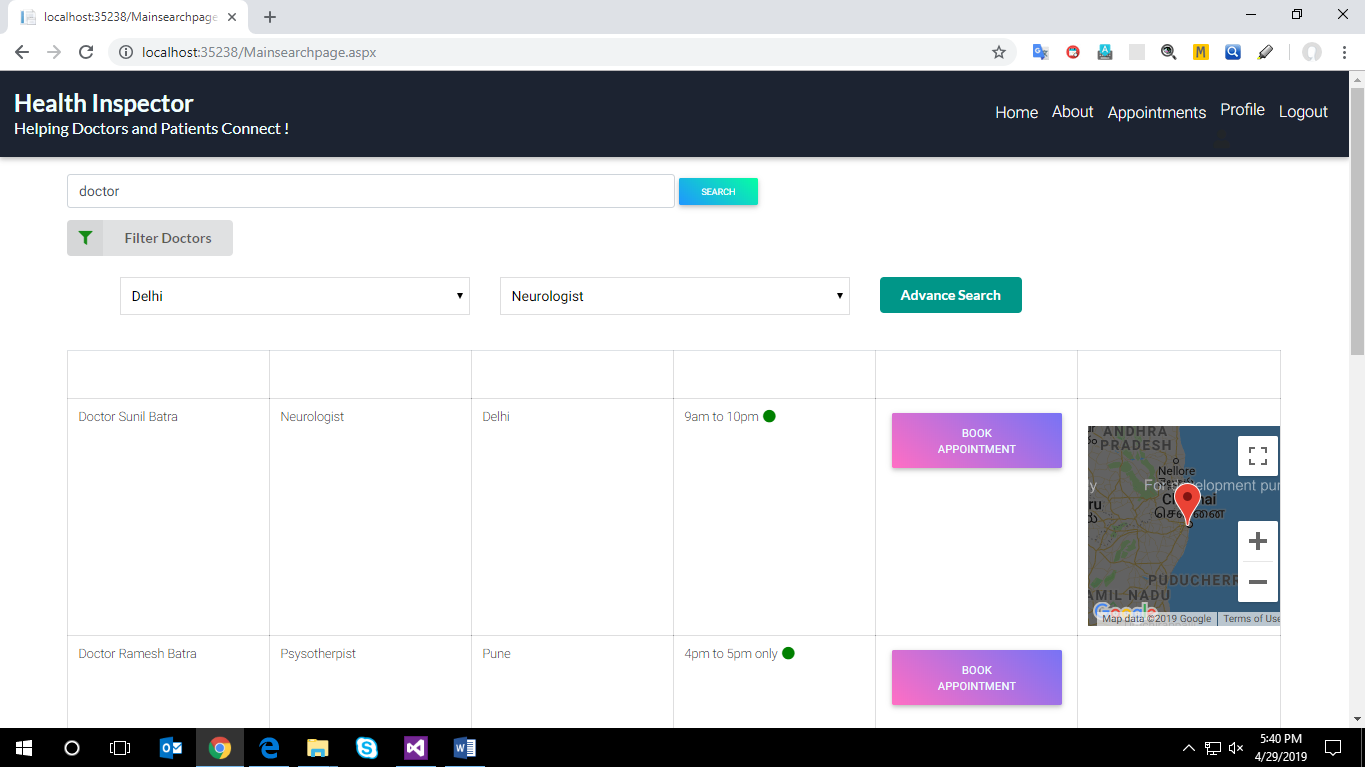 localhost:35238/Mainsearchpage
localhost:35238/Mainsearchpage.aspx
Health Inspector
Helping Doctors and Patients Connect !
Home About Appointments Profile Logout
doctor
SEARCH
Filter Doctors
Delhi
Neurologist
Advance Search
Doctor Sunil Batra
Neurologist
Delhi
9am to 10pm
BOOK
APPOINTMENT
ANDHRA
PRADESH
Nellore
சென்னை
PUDUCHERR
AMIL NADU
Google
Map data ©2019 Google
Terms of Use
Doctor Ramesh Batra
Psysotherpist
Pune
4pm to 5pm only
BOOK
APPOINTMENT
5:40 PM
4/29/2019